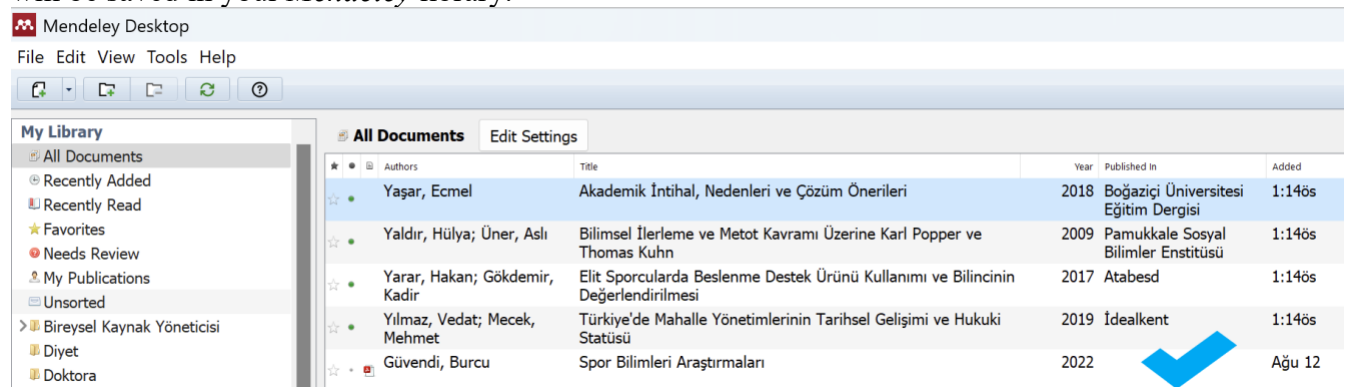 Mendeley Desktop
File Edit View Tools Help
My Library
All Documents
Recently Added
Recently Read
Favorites
Needs Review
My Publications
Unsorted
Bireysel Kaynak Yöneticisi
Diyet
Doktora
All Documents Edit Settings
Authors Title Year Published In Added
Yaşar, Ecmel Akademik İntihal, Nedenleri ve Çözüm Önerileri 2018 Boğaziçi Üniversitesi 1:14ös
Eğitim Dergisi
Yaldır, Hülya; Üner, Aslı Bilimsel İlerleme ve Metot Kavramı Üzerine Karl Popper ve 2009 Pamukkale Sosyal 1:14ös
Thomas Kuhn Bilimler Enstitüsü
Yarar, Hakan; Gökdemir, Elit Sporcularda Beslenme Destek Ürünü Kullanımı ve Bilincinin 2017 Atabesd 1:14ös
Kadir Değerlendirilmesi
Yılmaz, Vedat; Mecek, Türkiye'de Mahalle Yönetimlerinin Tarihsel Gelişimi ve Hukuki 2019 İdealkent 1:14ös
Mehmet Statüsü
Güvendi, Burcu Spor Bilimleri Araştırmaları 2022 Ağu 12